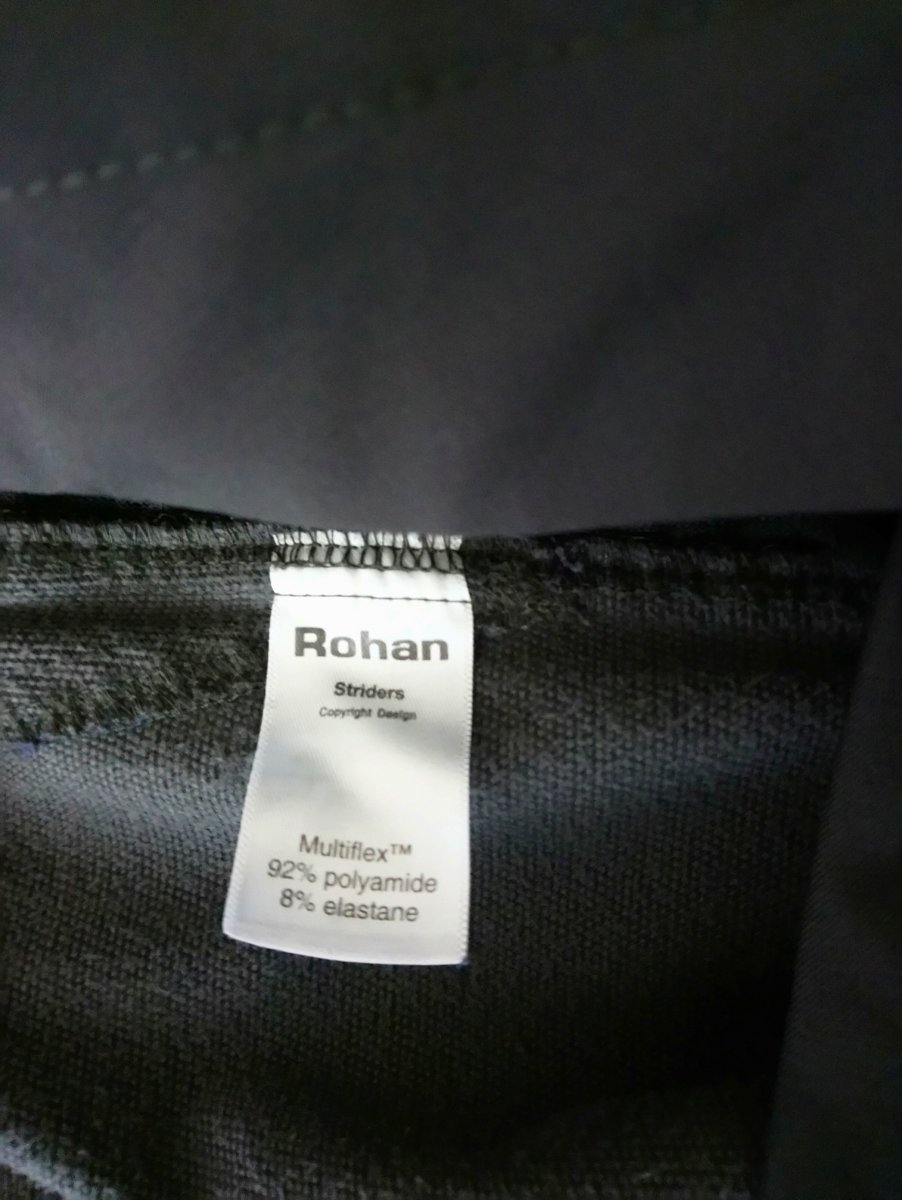 Rohan
Striders
Copyright Design
Multiflex™
92% polyamide
8% elastane